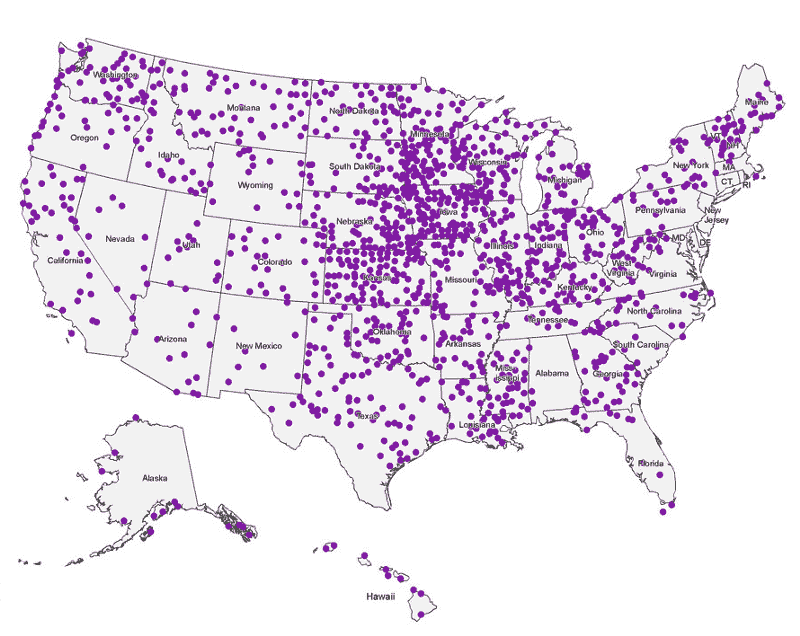 Washington
Montana
North Dakota
Minnesota
Maine
Oregon
Idaho
Wyoming
South Dakota
Wisconsin
Michigan
New York
VT
NH
MA
CT
RI
Nevada
Utah
Colorado
Nebraska
Iowa
Illinois
Indiana
Ohio
Pennsylvania
New
Jersey
MD
DE
California
Kansas
Missouri
Kentucky
West
Virginia
Virginia
Arizona
New Mexico
Oklahoma
Arkansas
Tennessee
North Carolina
South Carolina
Texas
Louisiana
Miss-
issippi
Alabama
Georgia
Florida
Alaska
Hawaii